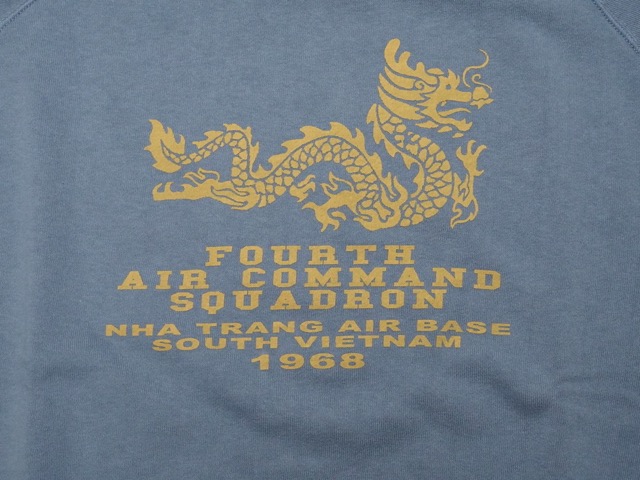 FOURTH
AIR COMMAND
SQUADRON
NHA TRANG AIR BASE
SOUTH VIETNAM
1968